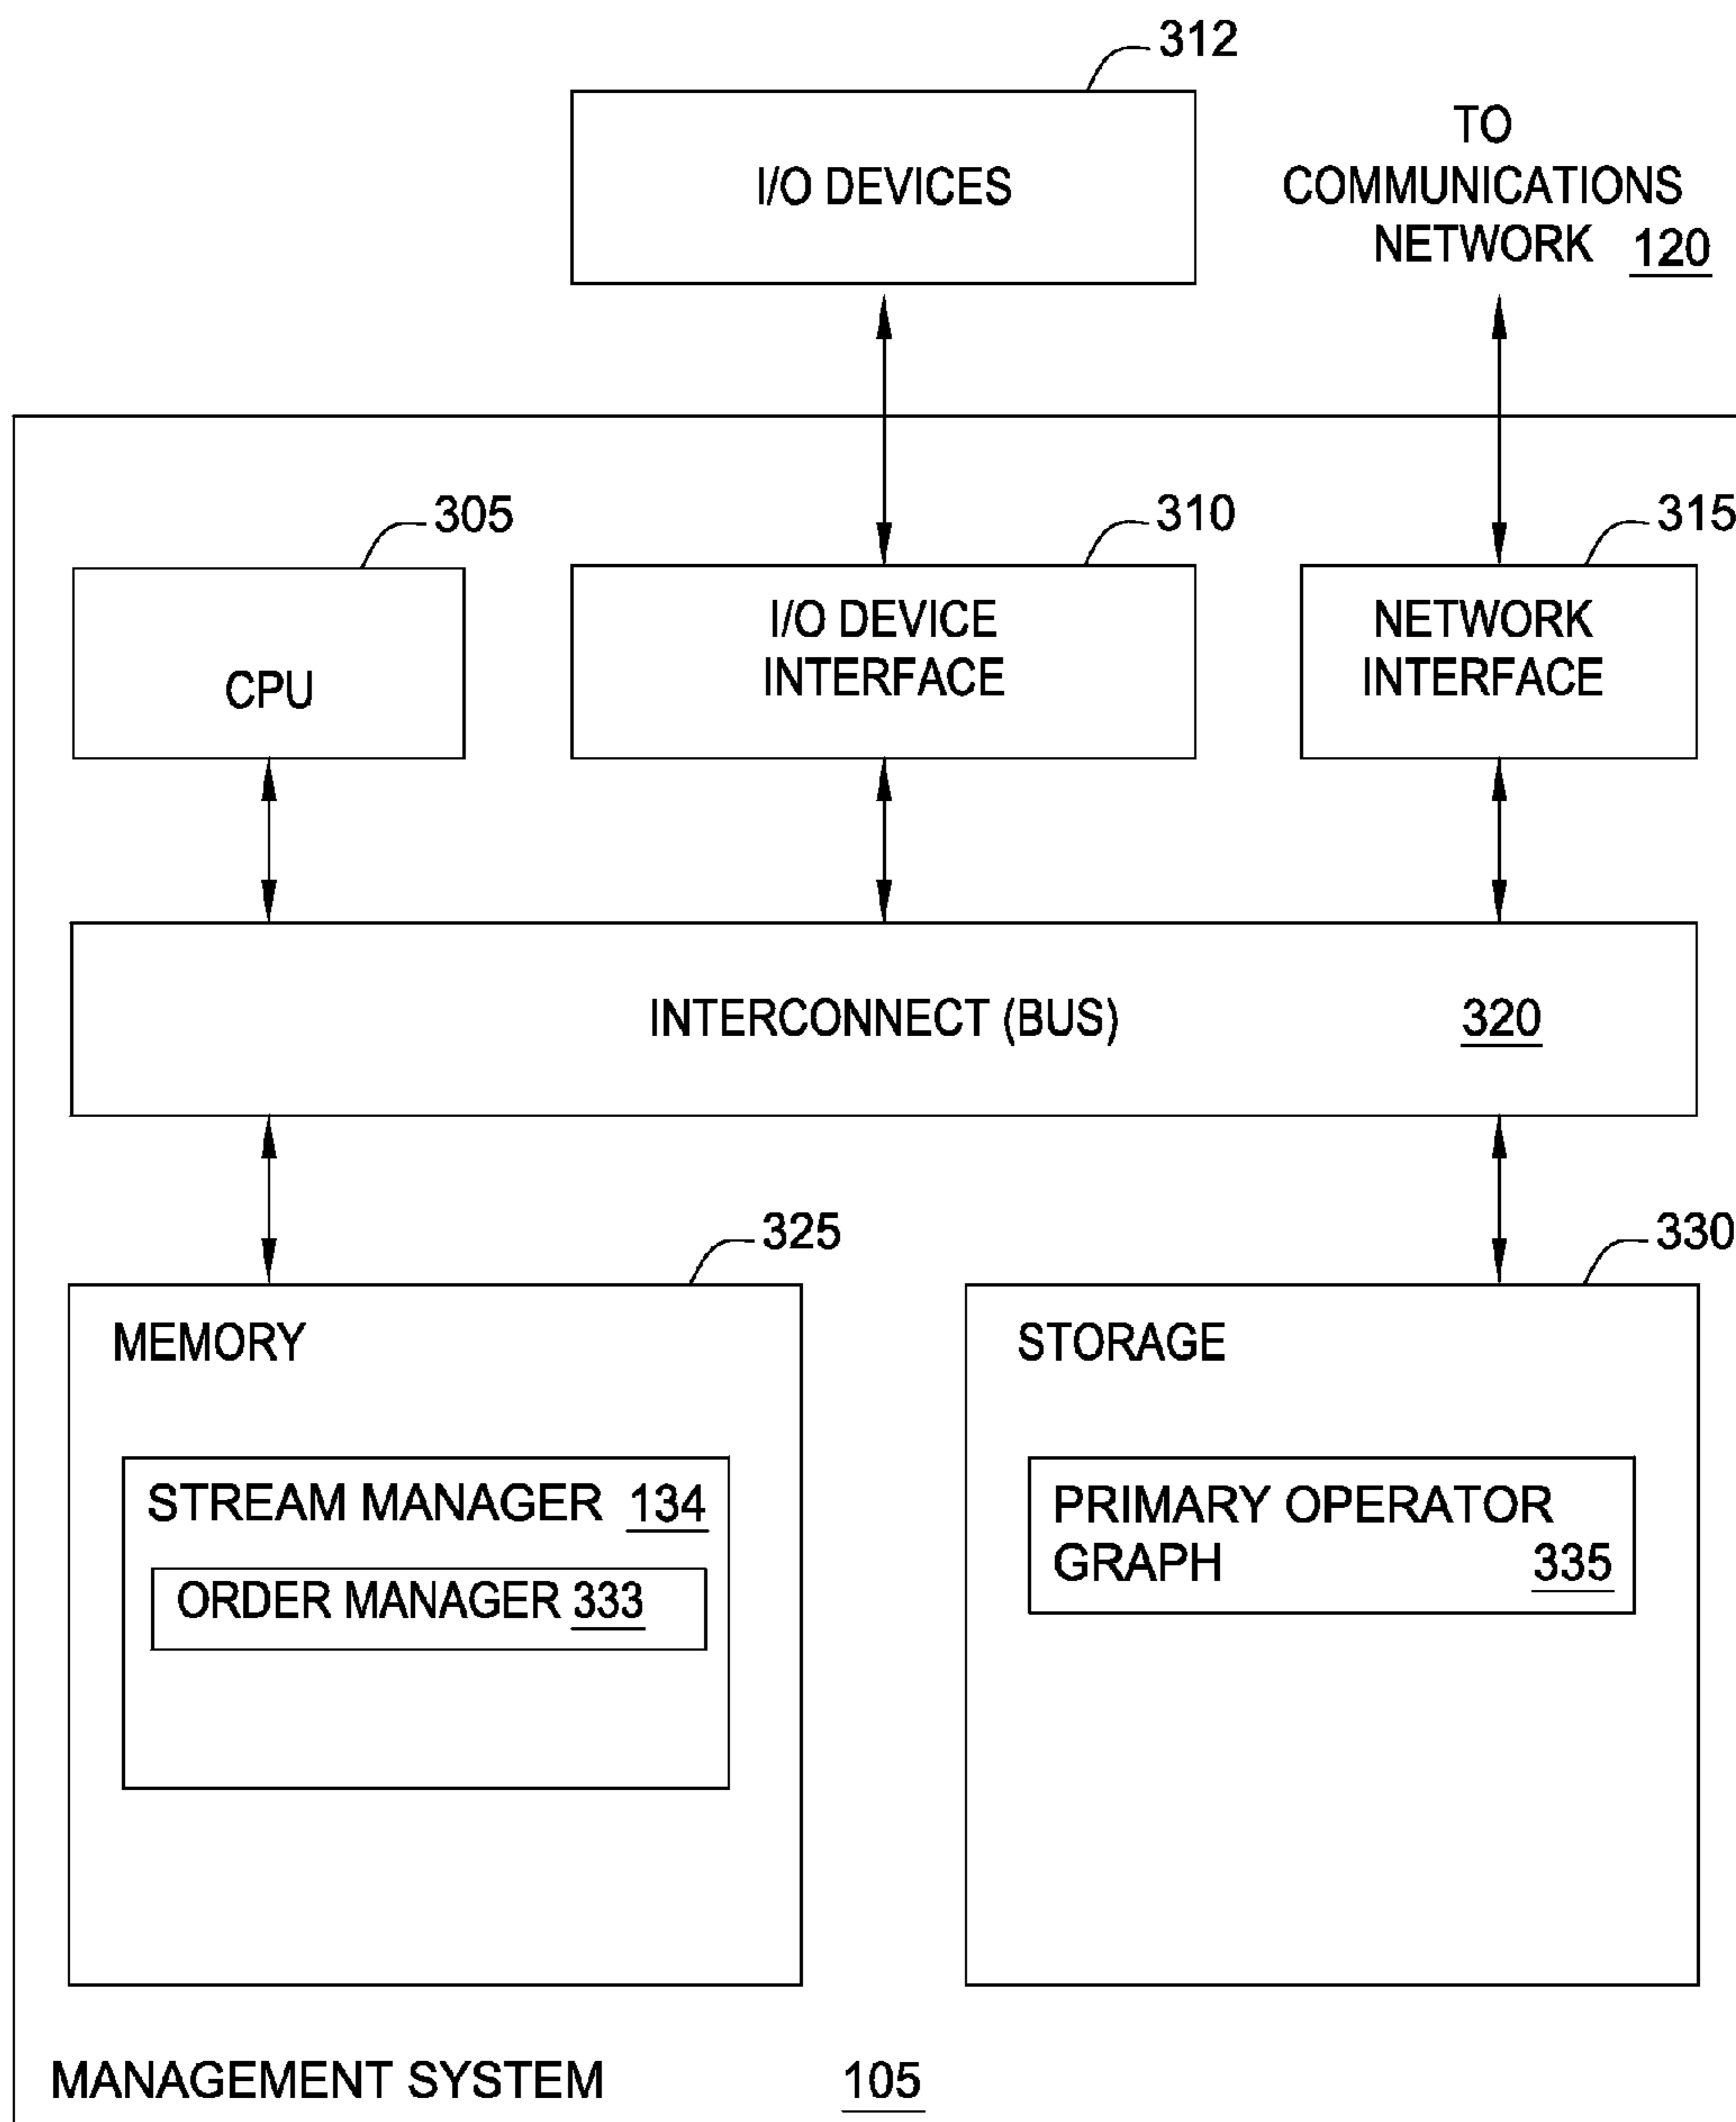 312
I/O DEVICES
TO
COMMUNICATIONS
NETWORK 120
305
310
315
CPU
I/O DEVICE
INTERFACE
NETWORK
INTERFACE
INTERCONNECT (BUS) 320
325
330
MEMORY
STORAGE
STREAM MANAGER 134
ORDER MANAGER 333
PRIMARY OPERATOR
GRAPH 335
MANAGEMENT SYSTEM 105